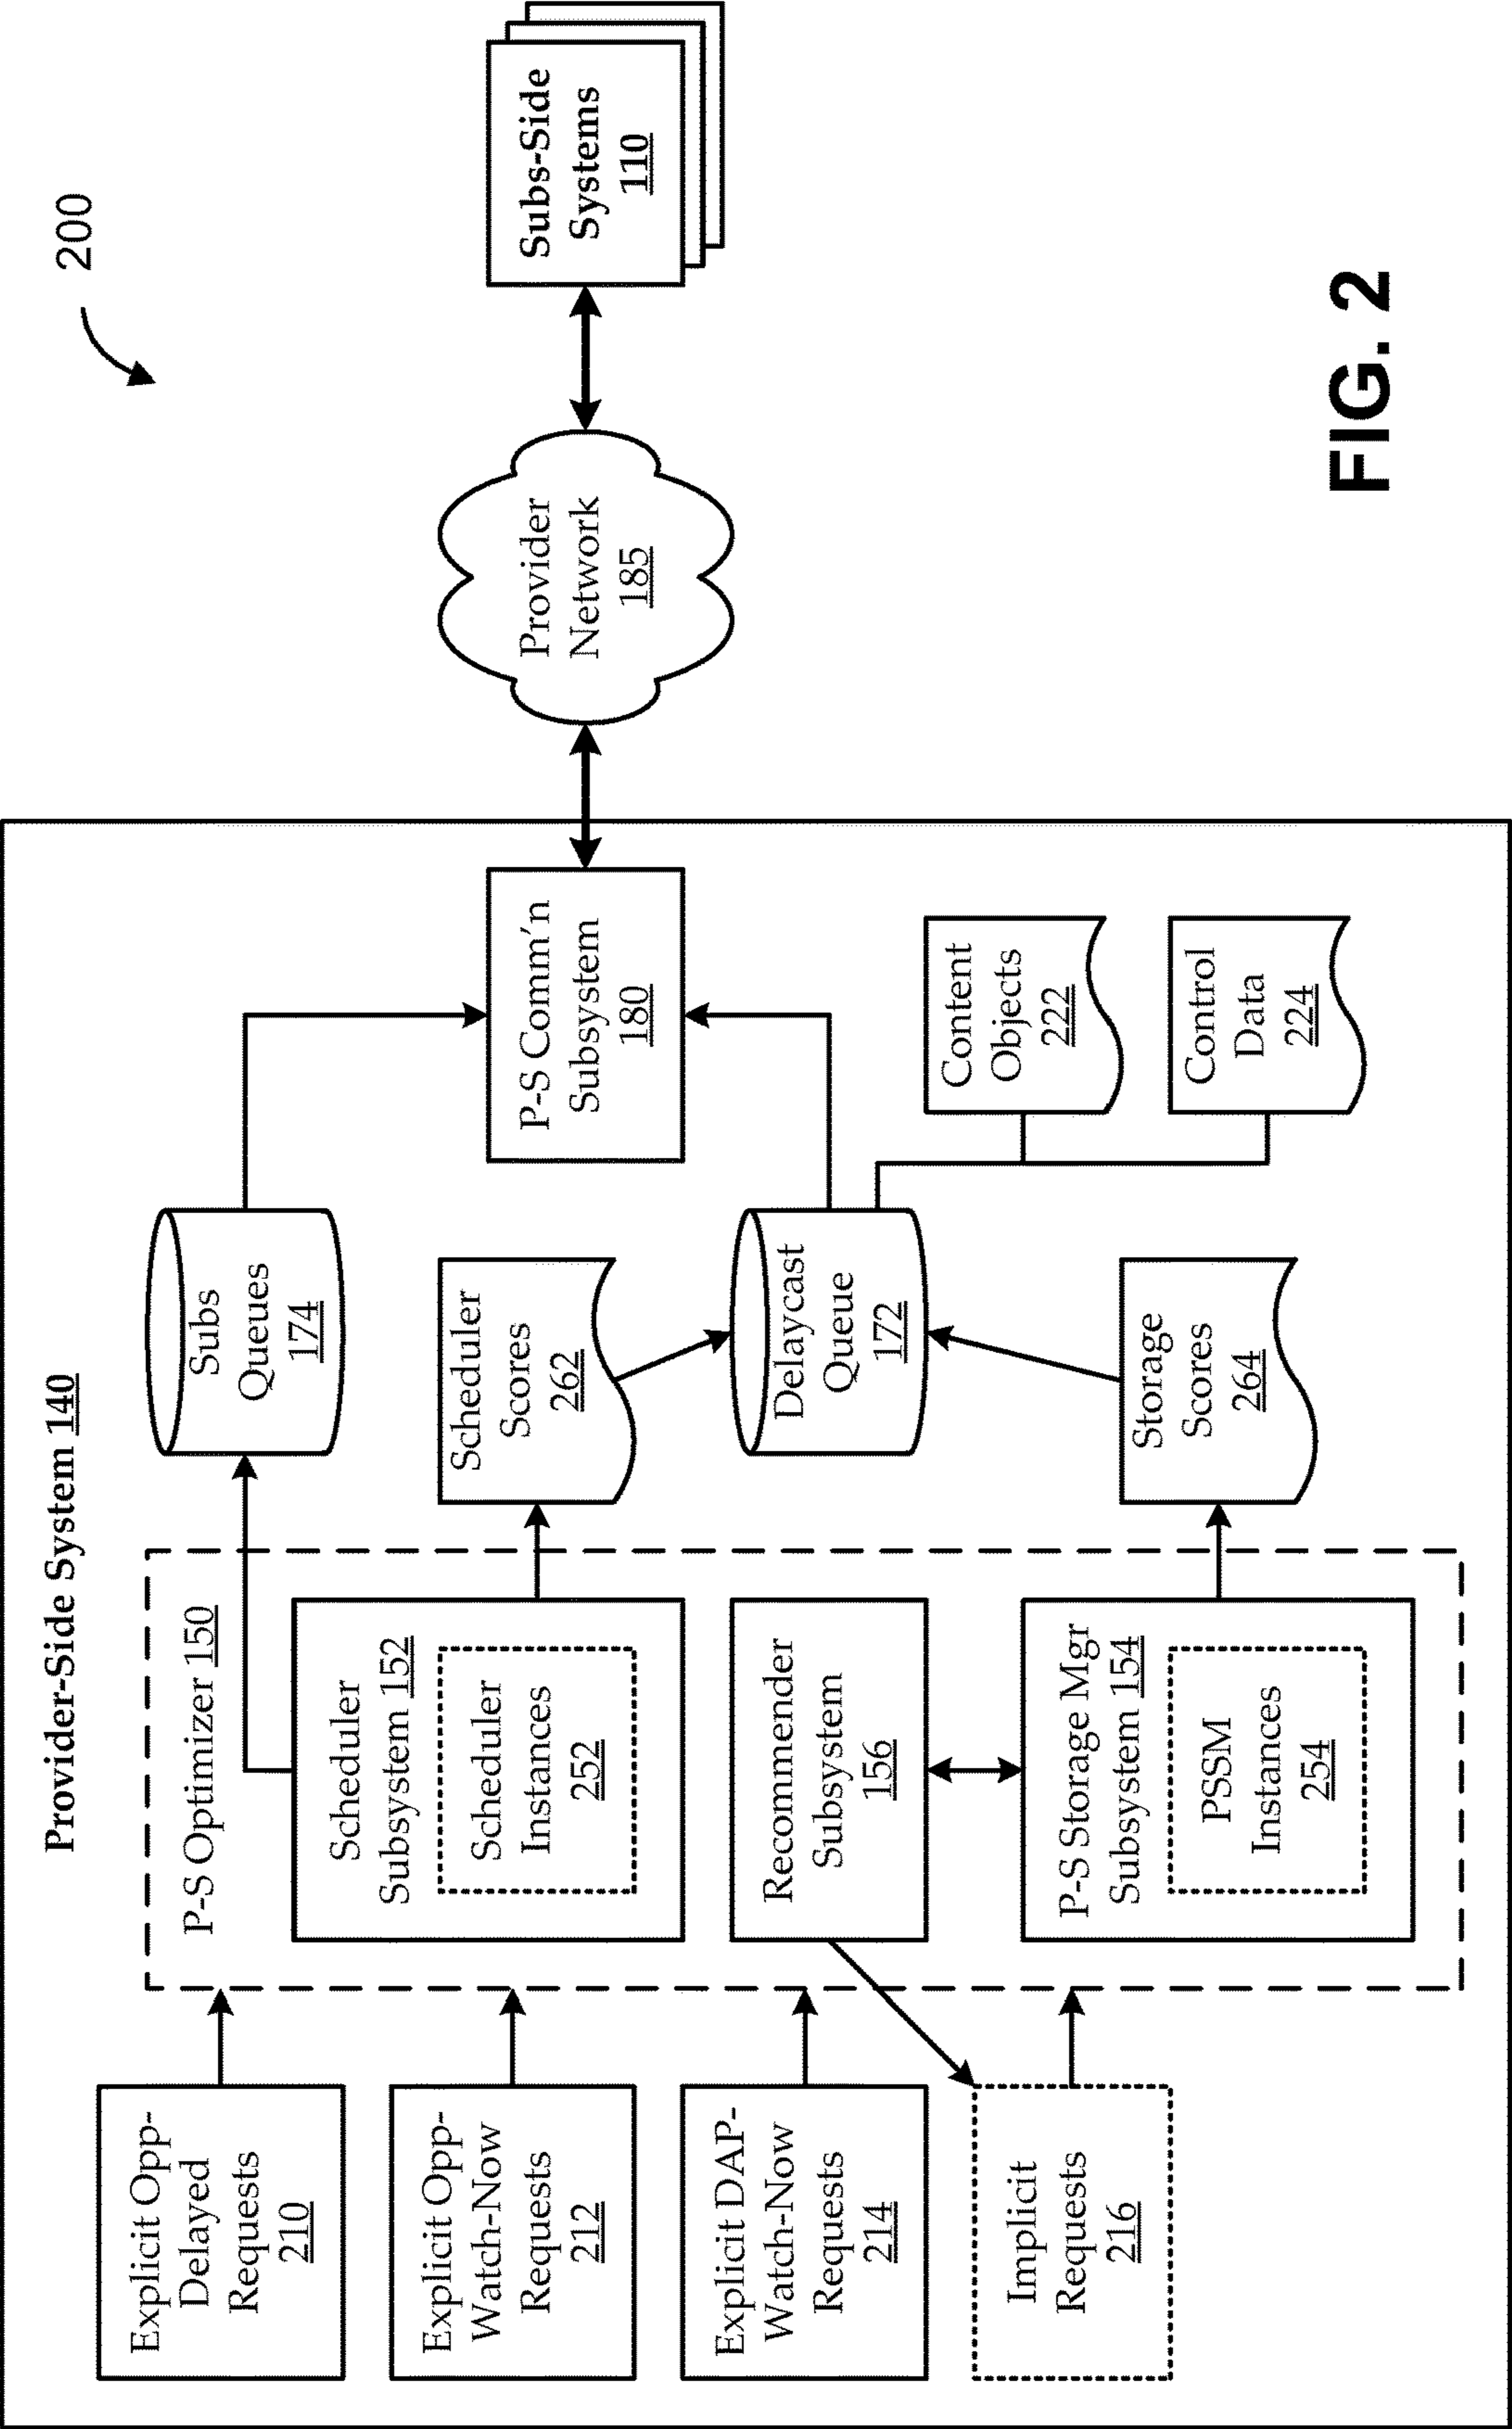 200
Provider-Side System 140
Explicit Opp-
Delayed
Requests
210
Explicit Opp-
Watch-Now
Requests
212
Explicit DAP-
Watch-Now
Requests
214
Implicit
Requests
216
P-S Optimizer 150
Scheduler
Subsystem 152
Scheduler
Instances
252
Recommender
Subsystem
156
P-S Storage Mgr
Subsystem 154
PSSM
Instances
254
Subs
Queues
174
Scheduler
Scores
262
Delaycast
Queue
172
Storage
Scores
264
P-S Comm'n
Subsystem
180
Content
Objects
222
Control
Data
224
Provider
Network
185
Subs-Side
Systems
110
FIG. 2